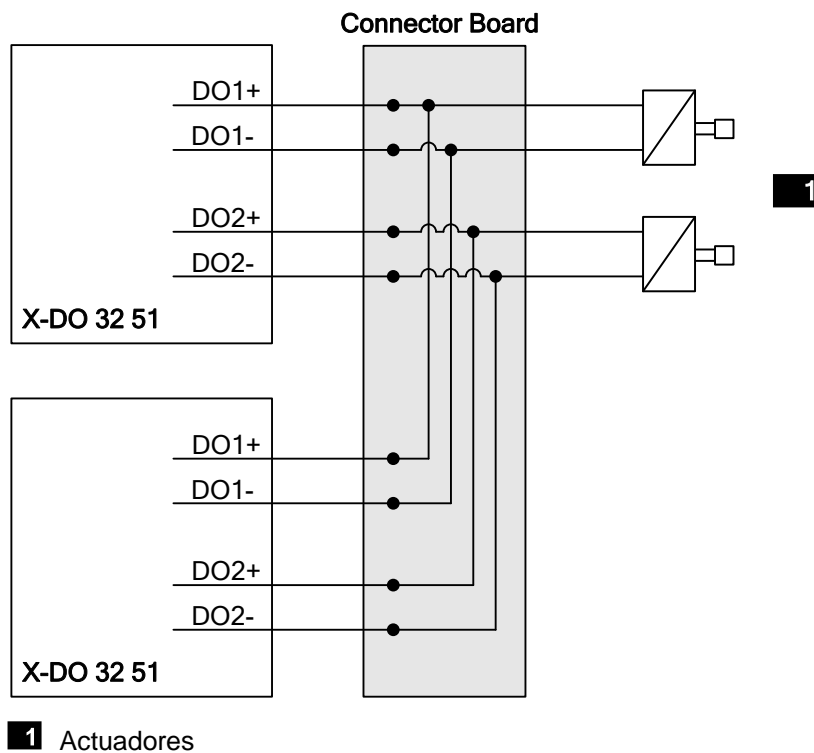 Connector Board
DO1+
DO1-
DO2+
DO2-
X-DO 32 51
1
DO1+
DO1-
DO2+
DO2-
X-DO 32 51
1 Actuadores